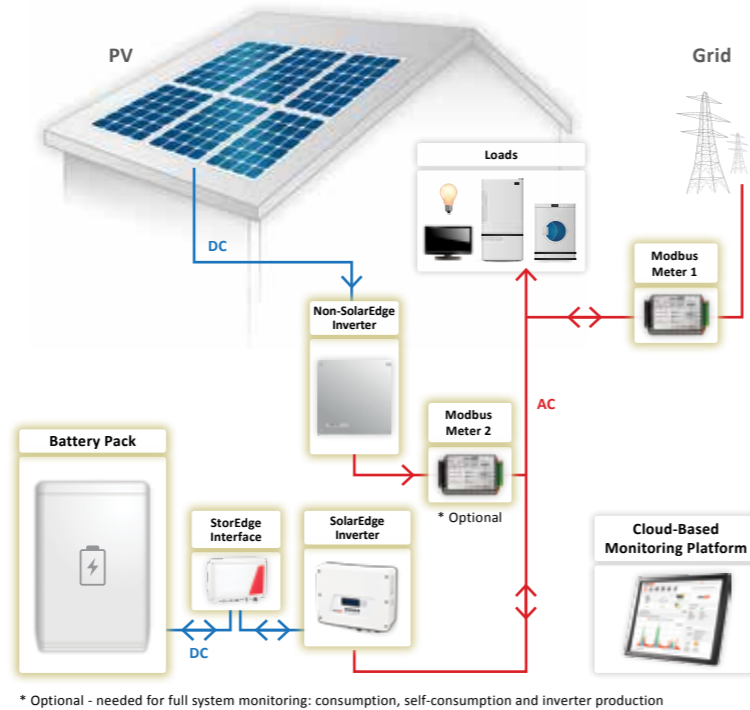 PV
Grid
Loads
DC
Modbus
Meter 1
Non-SolarEdge
Inverter
AC
Modbus
Meter 2
Battery Pack
* Optional
StorEdge
Interface
SolarEdge
Inverter
Cloud-Based
Monitoring Platform
DC
* Optional - needed for full system monitoring: consumption, self-consumption and inverter production